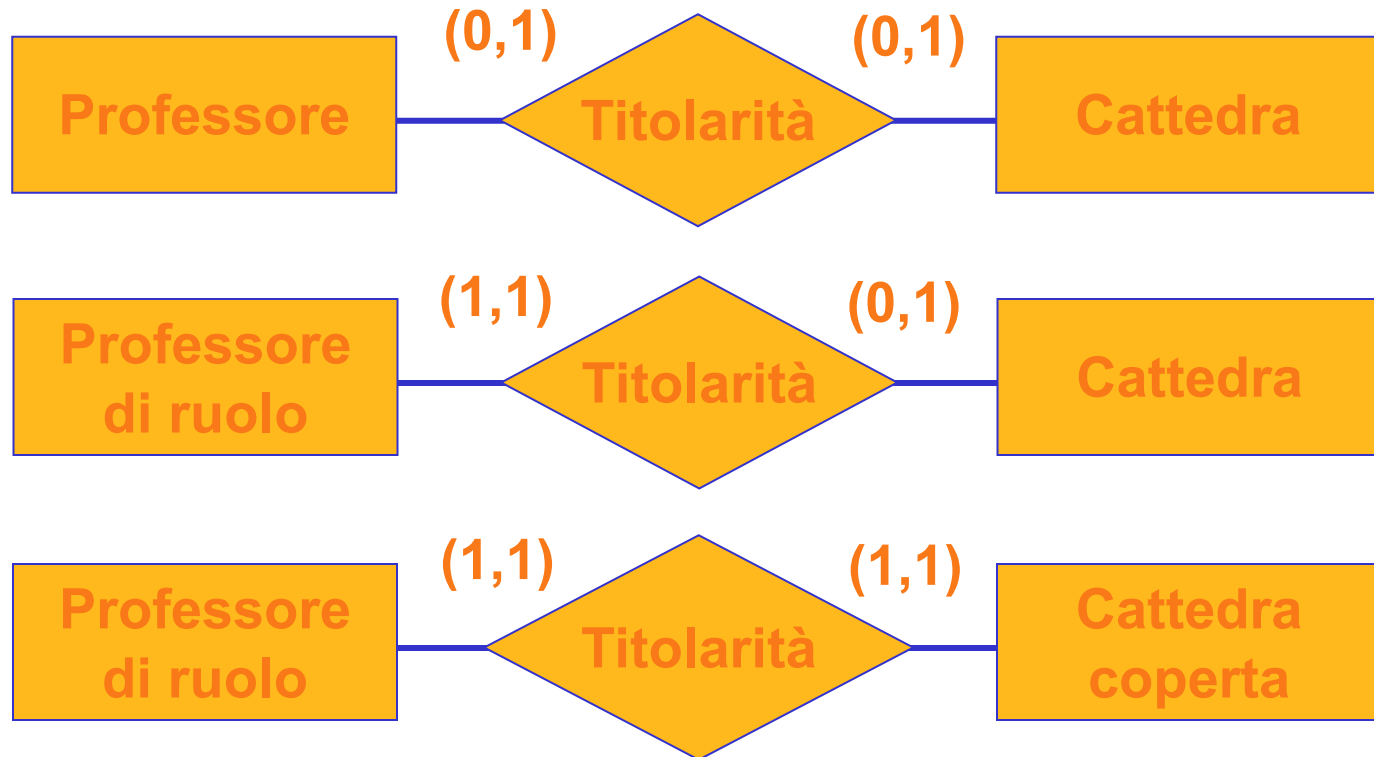 (0,1) (0,1)
Professore Titolarità Cattedra
(1,1) (0,1)
Professore
di ruolo
Titolarità
Cattedra
(1,1) (1,1)
Professore
di ruolo
Titolarità
Cattedra
coperta